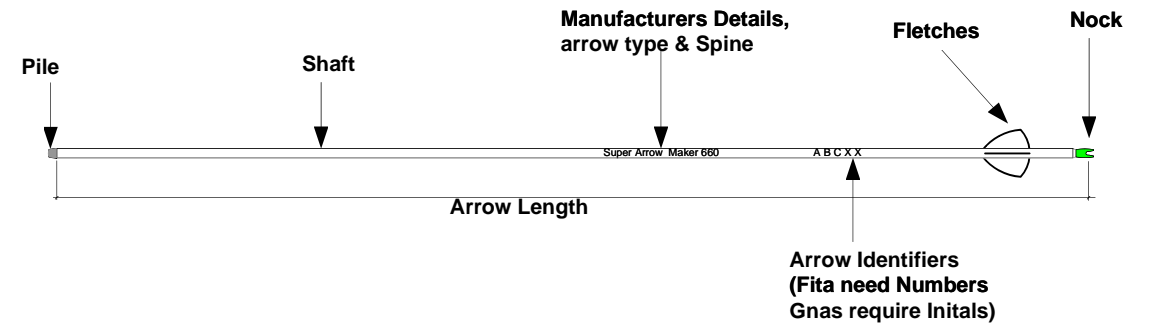 Manufacturers Details,
arrow type & Spine
Nock
Fletches
Pile
Shaft
Super Arrow Maker 660
A B C X X
Arrow Length
Arrow Identifiers
(Fita need Numbers
Gnas require Initals)